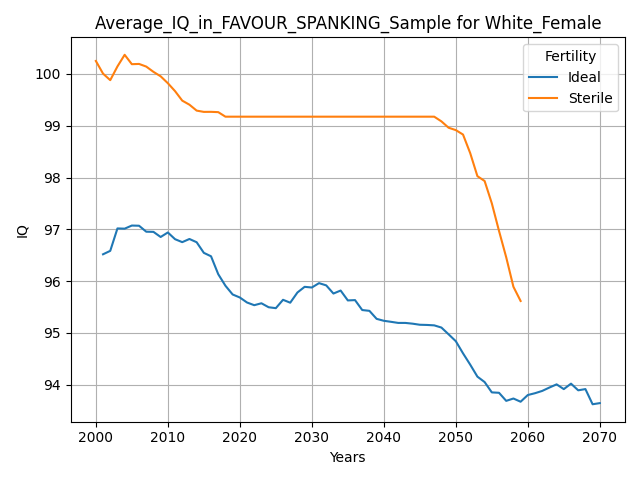 Average_IQ_in_FAVOUR_SPANKING_Sample for White_Female
Fertility
Ideal
Sterile
IQ
100
99
98
97
96
95
94
2000 2010 2020 2030 2040 2050 2060 2070
Years